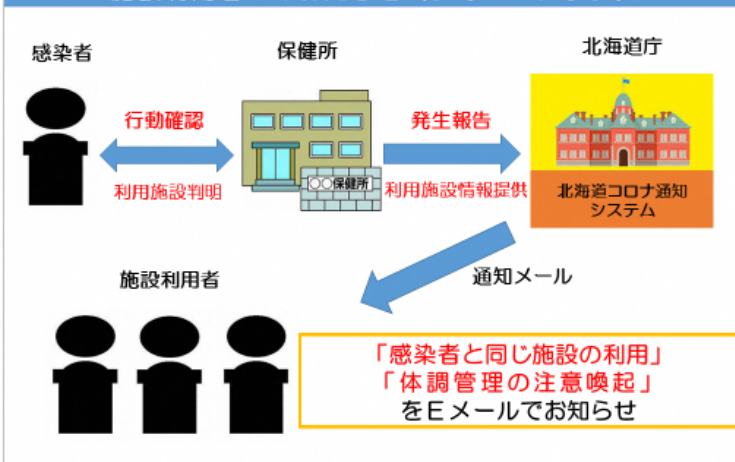 感染者
保健所
北海道庁
行動確認
利用施設判明
○○保健所
発生報告
利用施設情報提供
北海道コロナ通知
システム
通知メール
施設利用者
「感染者と同じ施設の利用」
「体調管理の注意喚起」
をEメールでお知らせ